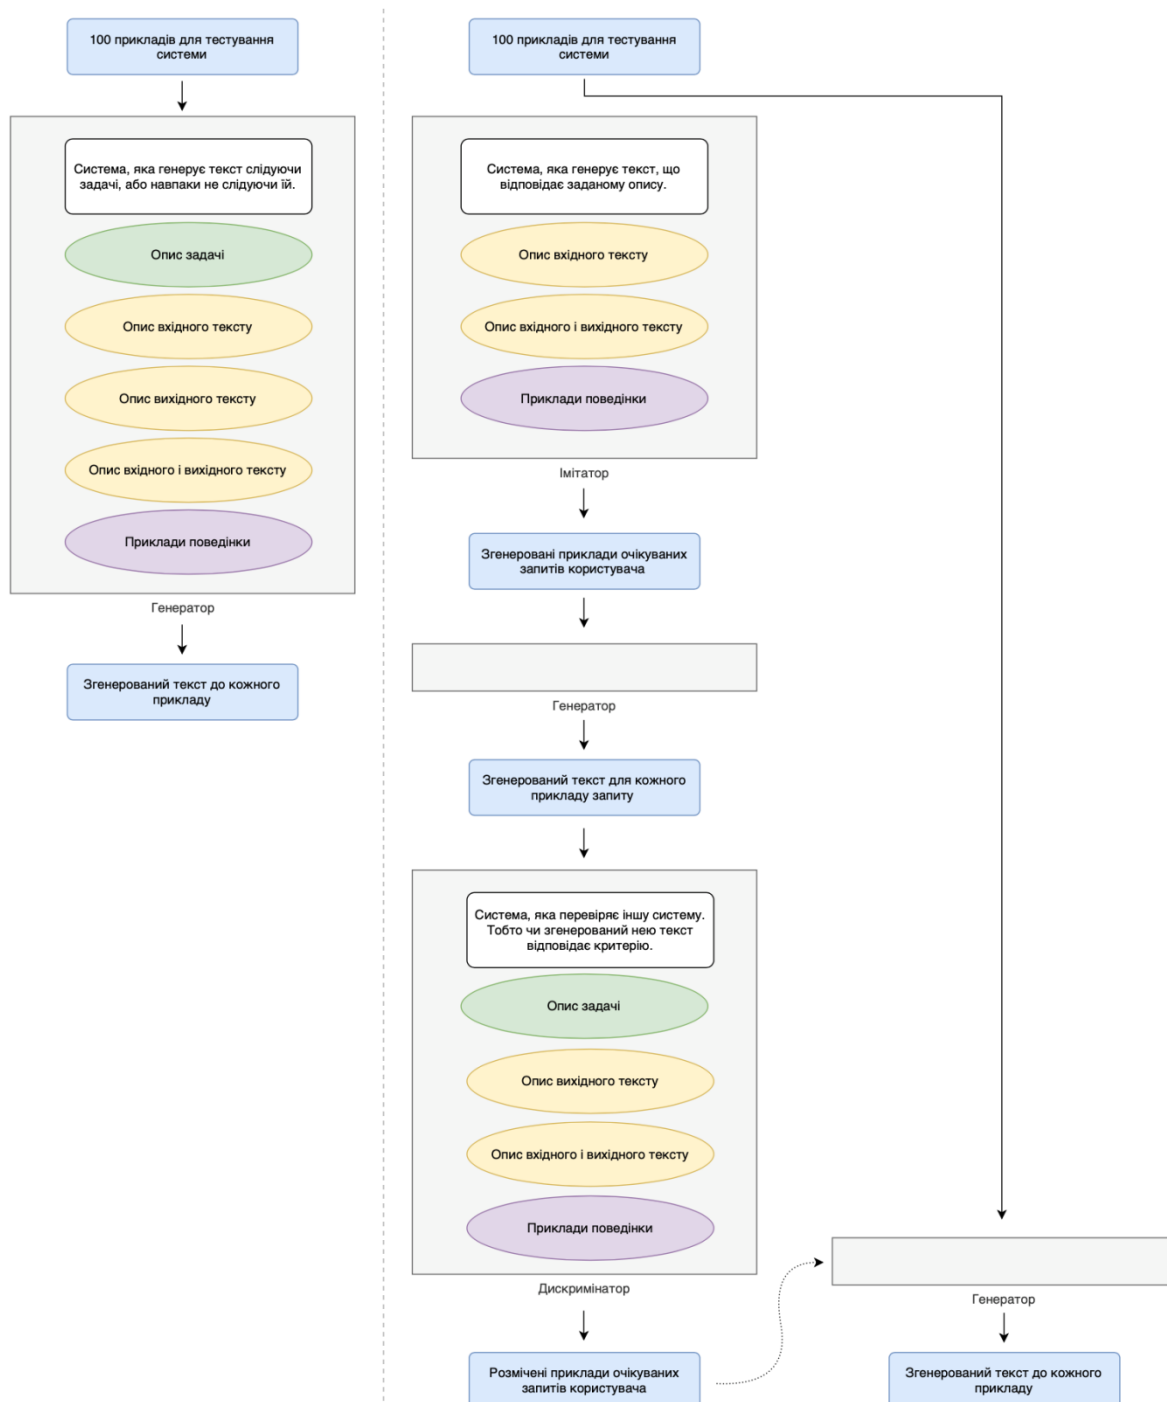 100 прикладів для тестування
системи
Система, яка генерує текст слідуючи
задачі, або навпаки не слідуючи їй.
Опис задачі
Опис вхідного тексту
Опис вихідного тексту
Опис вхідного і вихідного тексту
Приклади поведінки
Генератор
Згенерований текст до кожного
прикладу
100 прикладів для тестування
системи
Система, яка генерує текст, що
відповідає заданому опису.
Опис вхідного тексту
Опис вхідного і вихідного тексту
Приклади поведінки
Імітатор
Згенеровані приклади очікуваних
запитів користувача
Генератор
Згенерований текст для кожного
прикладу запиту
Система, яка перевіряє іншу систему.
Тобто чи згенерований нею текст
відповідає критерію.
Опис задачі
Опис вихідного тексту
Опис вхідного і вихідного тексту
Приклади поведінки
Дискримінатор
Розмічені приклади очікуваних
запитів користувача
Генератор
Згенерований текст до кожного
прикладу